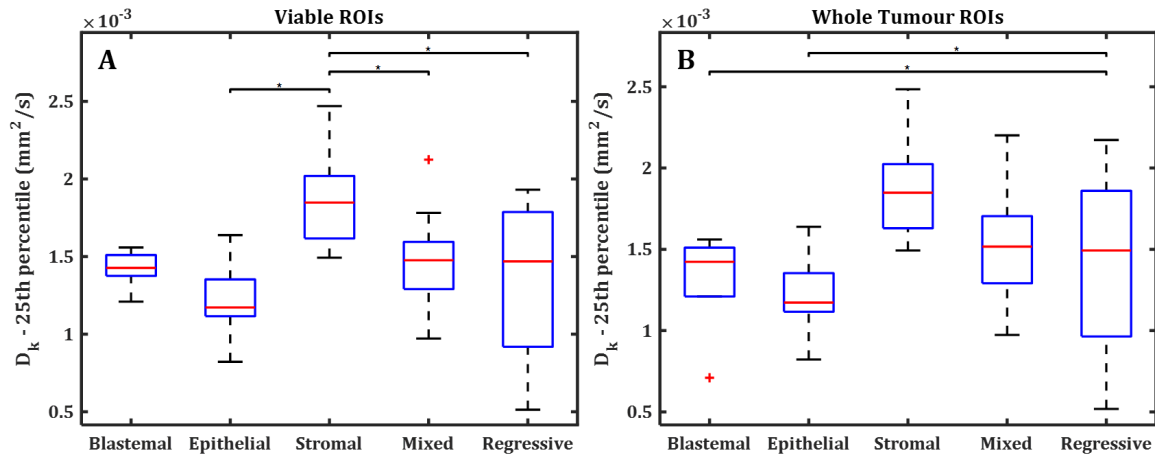 Viable ROIs
×10⁻³
A
*
*
*
2.5
2
1.5
1
0.5
D_k - 25th percentile (mm²/s)
Blastemal Epithelial Stromal Mixed Regressive
Whole Tumour ROIs
×10⁻³
B
*
*
2.5
2
1.5
1
0.5
D_k - 25th percentile (mm²/s)
Blastemal Epithelial Stromal Mixed Regressive